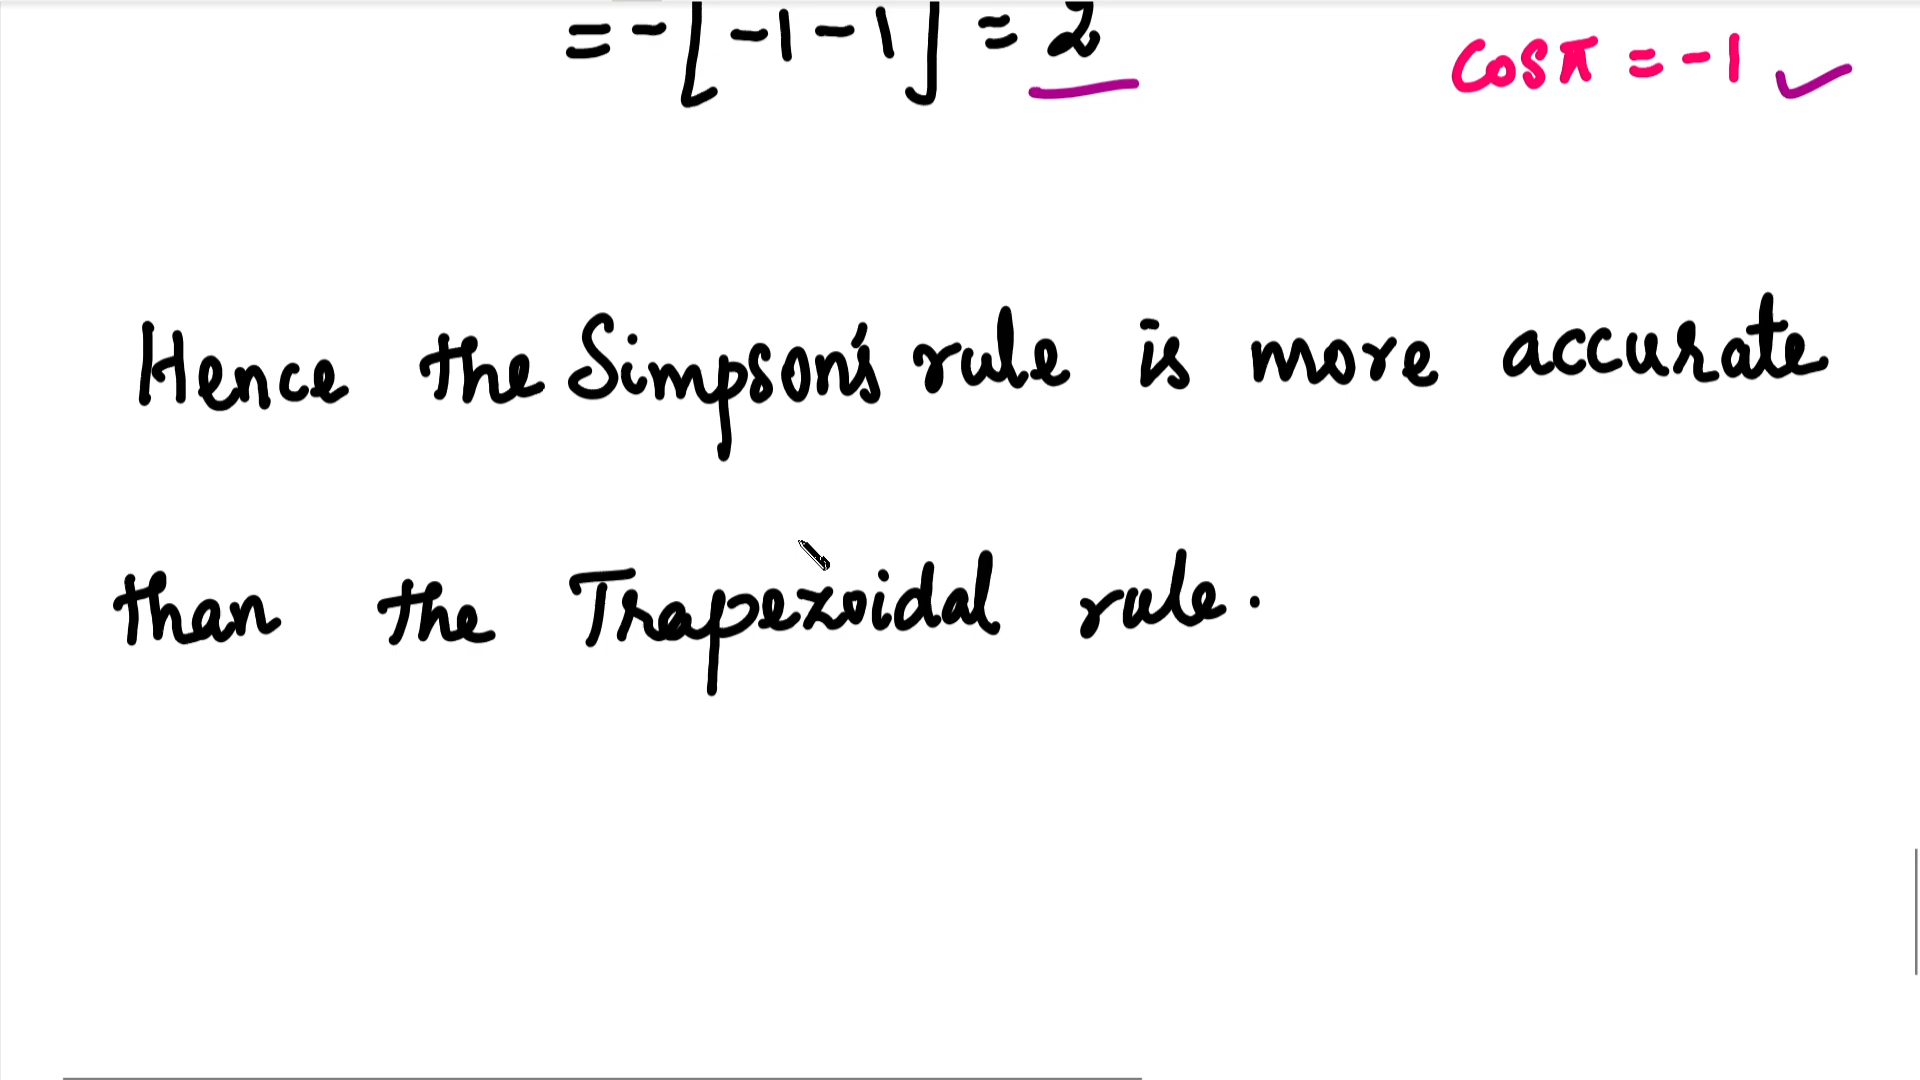 = -[-1-1] = 2
cos π = -1 ✓
Hence the Simpson's rule is more accurate
than the Trapezoidal rule.